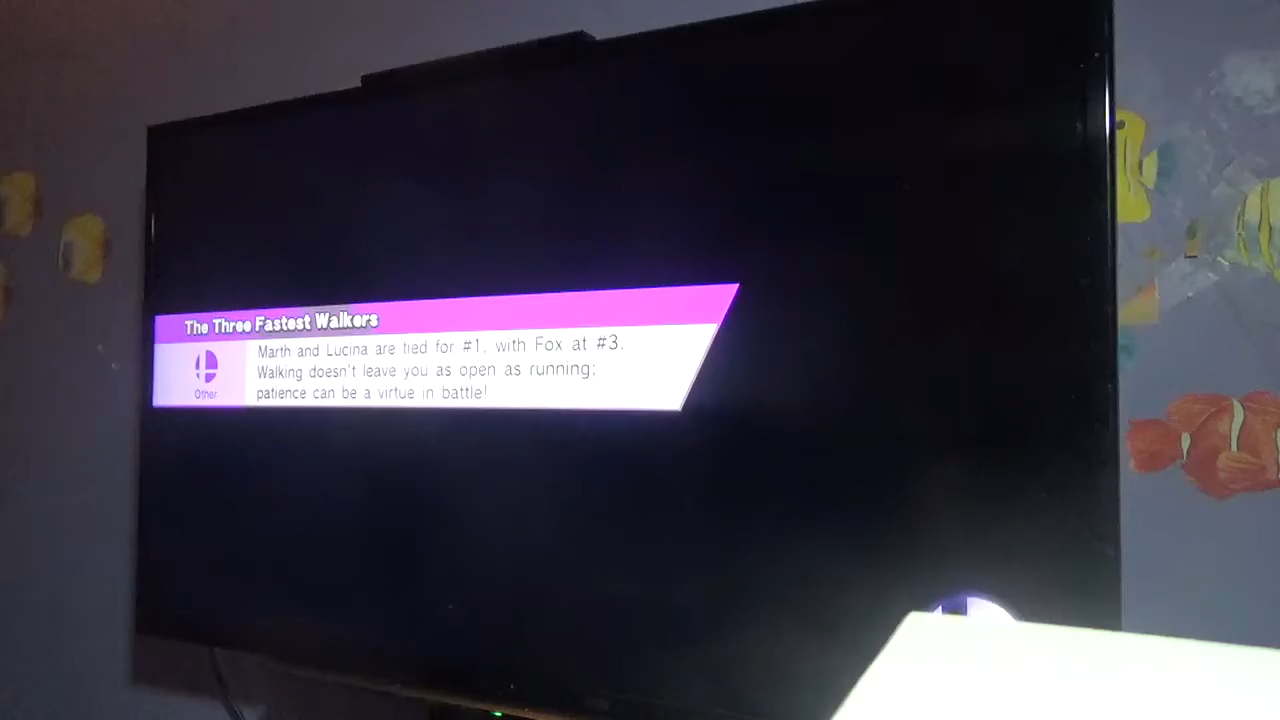 The Three Fastest Walkers
Marth and Lucina are tied for #1, with Fox at #3.
Walking doesn't leave you as open as running;
patience can be a virtue in battle!
Other